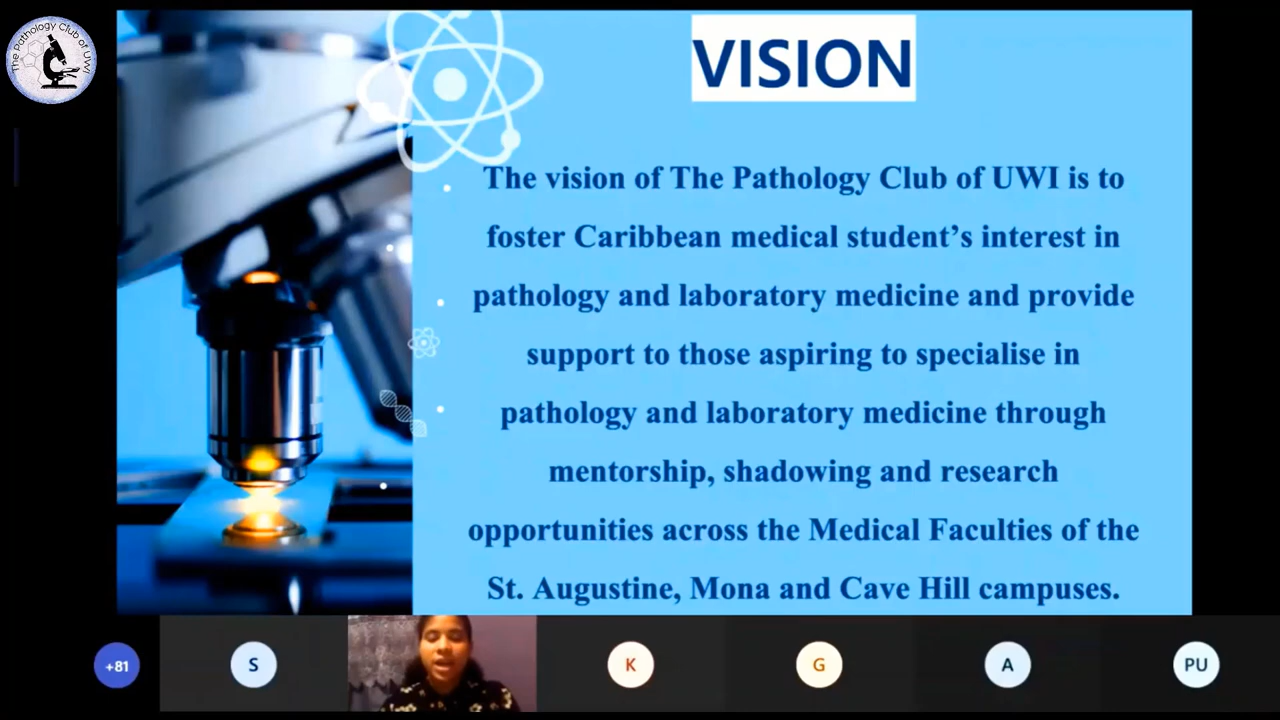 The Pathology Club of UWI
VISION
The vision of The Pathology Club of UWI is to
foster Caribbean medical student’s interest in
pathology and laboratory medicine and provide
support to those aspiring to specialise in
pathology and laboratory medicine through
mentorship, shadowing and research
opportunities across the Medical Faculties of the
St. Augustine, Mona and Cave Hill campuses.
+81
S
K
G
A
PU